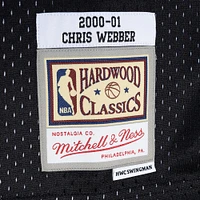 2000-01
CHRIS WEBBER
NBA
HARDWOOD
CLASSICS
NOSTALGIA CO.
Mitchell & Ness
PHILADELPHIA, PA.
HWCSWINGMAN